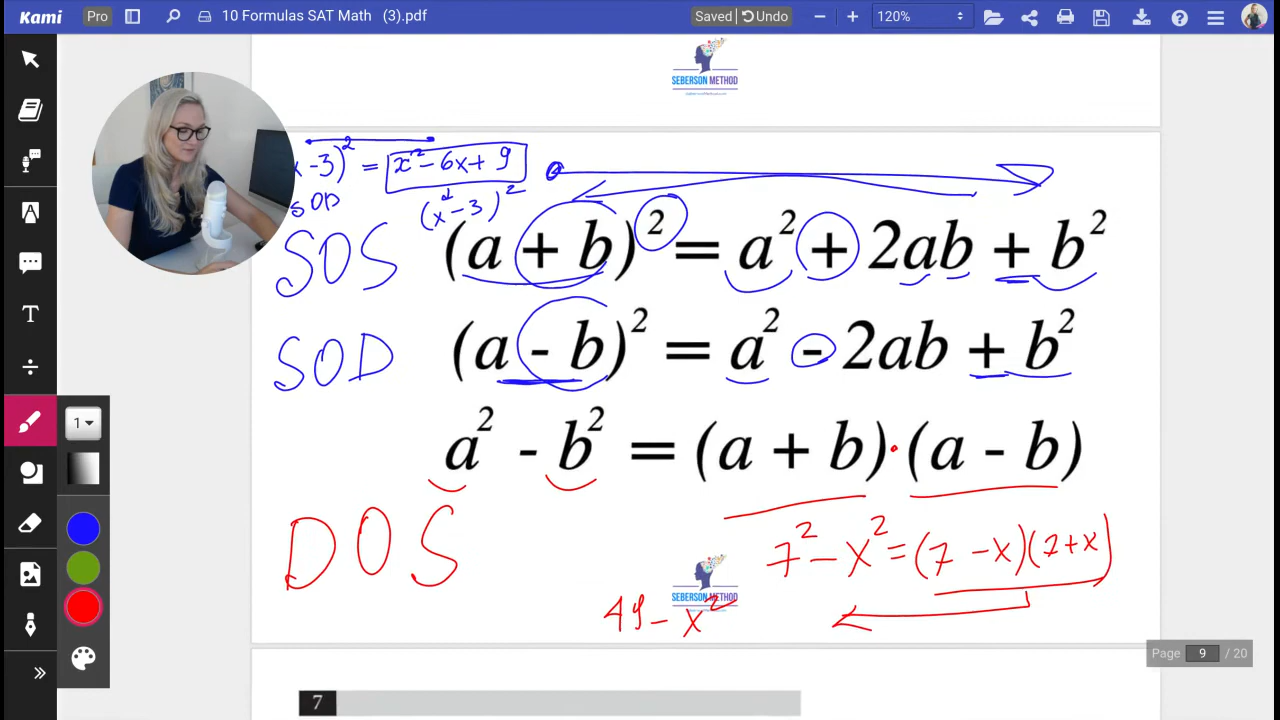 Kami
Pro
10 Formulas SAT Math (3).pdf
Saved Undo
120%
SEBERSON METHOD
x-3)² = x²-6x+9
SOD
(x-3)²
SOS (a + b)² = a² + 2ab + b²
SOD (a - b)² = a² - 2ab + b²
a² - b² = (a + b)·(a - b)
DOS
7² - x² = (7 - x)(7+x)
SEBERSON METHOD
49 - x²
Page 9 / 20
7
T
1